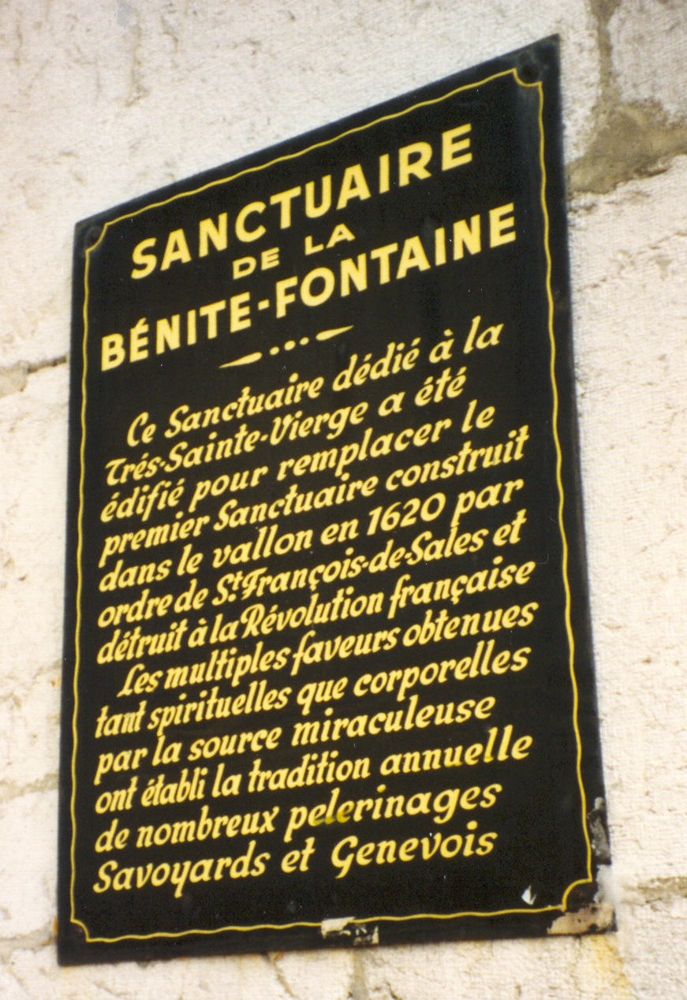 SANCTUAIRE
DE LA
BÉNITE-FONTAINE
Ce Sanctuaire dédié à la
Trés-Sainte-Vierge a été
édifié pour remplacer le
premier Sanctuaire construit
dans le vallon en 1620 par
ordre de St François-de-Sales et
détruit à la Révolution française
Les multiples faveurs obtenues
tant spirituelles que corporelles
par la source miraculeuse
ont établi la tradition annuelle
de nombreux pelerinages
Savoyards et Genevois